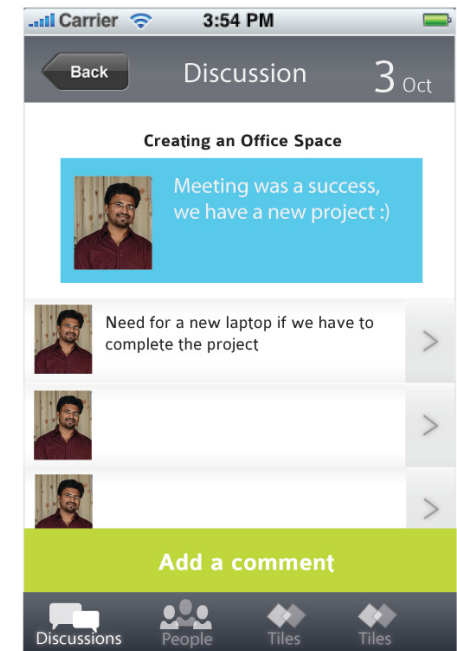 Carrier 3:54 PM
Back Discussion 3 Oct
Creating an Office Space
Meeting was a success,
we have a new project :)
Need for a new laptop if we have to
complete the project
Add a comment
Discussions People Tiles Tiles